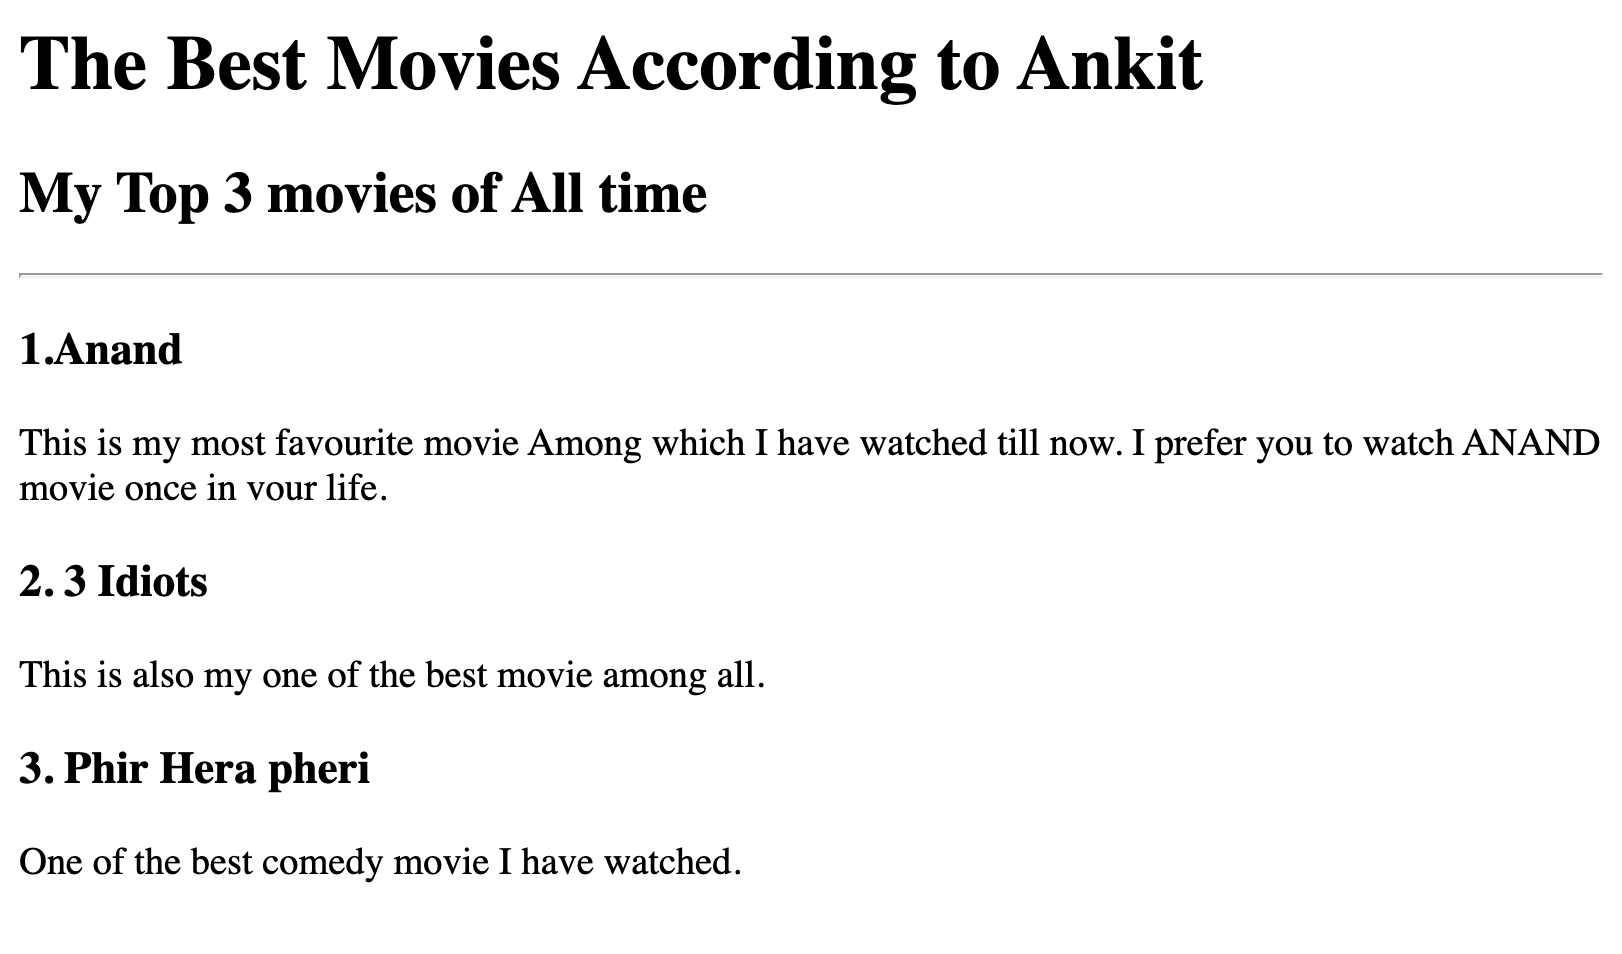 The Best Movies According to Ankit
My Top 3 movies of All time
1.Anand
This is my most favourite movie Among which I have watched till now. I prefer you to watch ANAND
movie once in vour life.
2. 3 Idiots
This is also my one of the best movie among all.
3. Phir Hera pheri
One of the best comedy movie I have watched.